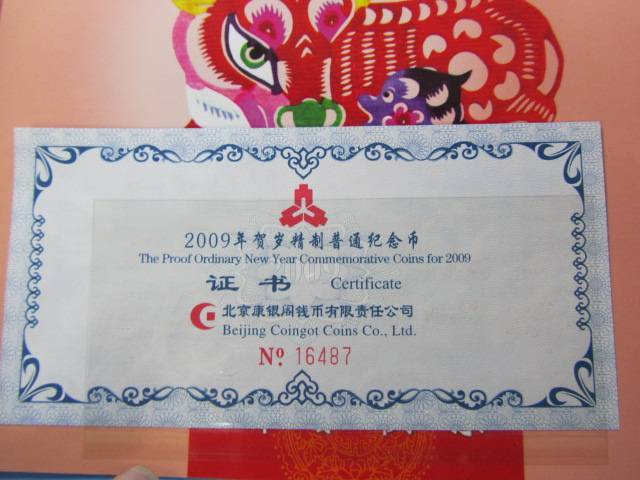 2009年贺岁精制普通纪念币
The Proof Ordinary New Year Commemorative Coins for 2009
证书 Certificate
北京康银阁钱币有限责任公司
Beijing Coingot Coins Co., Ltd.
Nº 16487